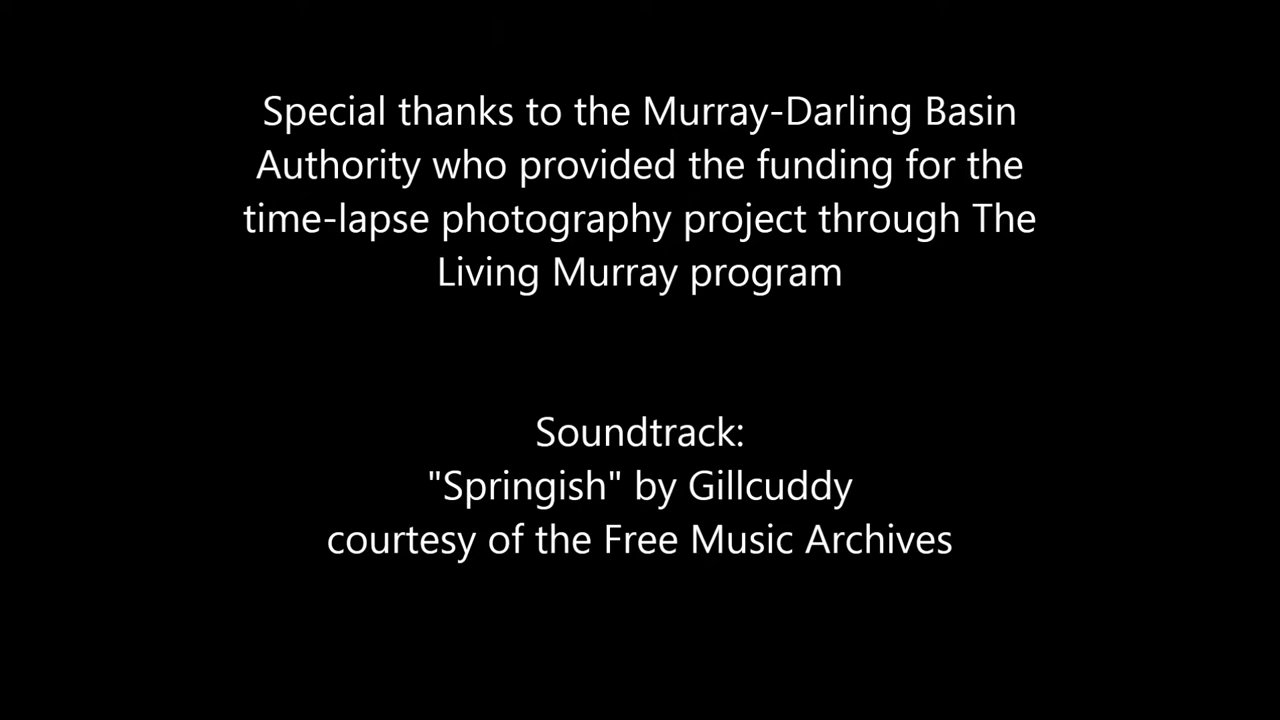 Special thanks to the Murray-Darling Basin
Authority who provided the funding for the
time-lapse photography project through The
Living Murray program
Soundtrack:
"Springish" by Gillcuddy
courtesy of the Free Music Archives